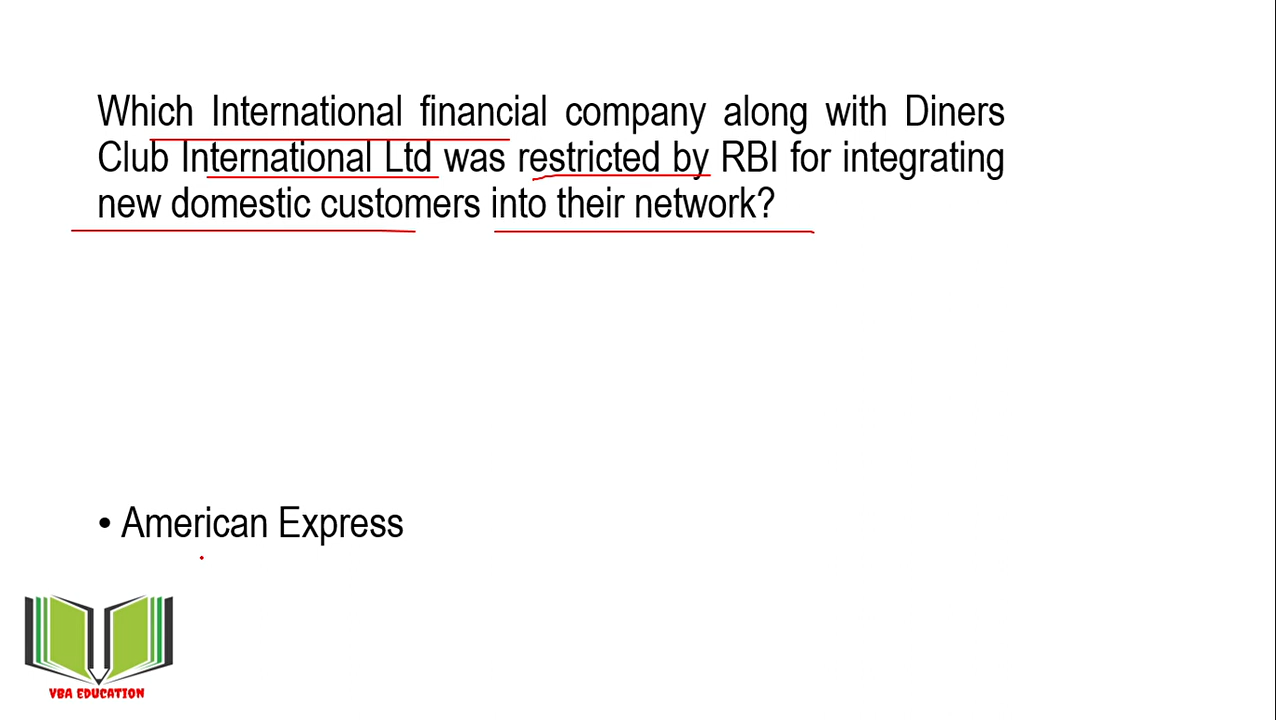 Which International financial company along with Diners
Club International Ltd was restricted by RBI for integrating
new domestic customers into their network?
• American Express
VBA EDUCATION